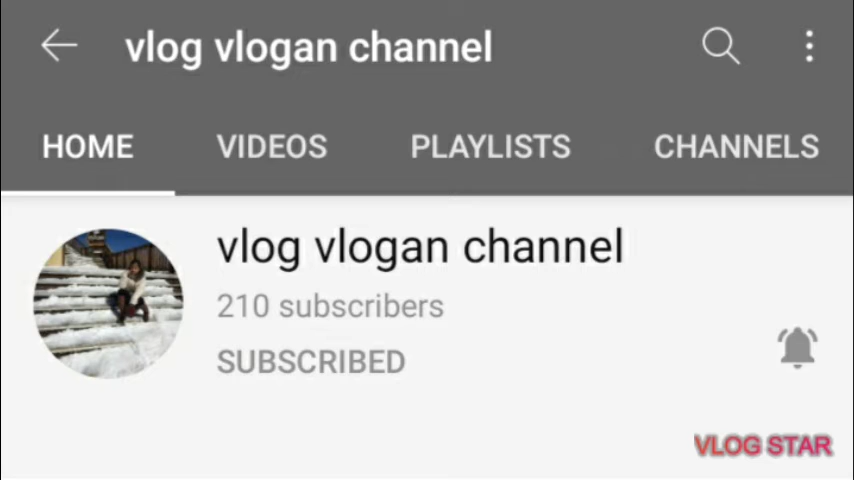 vlog vlogan channel
HOME VIDEOS PLAYLISTS CHANNELS
vlog vlogan channel
210 subscribers
SUBSCRIBED
VLOG STAR